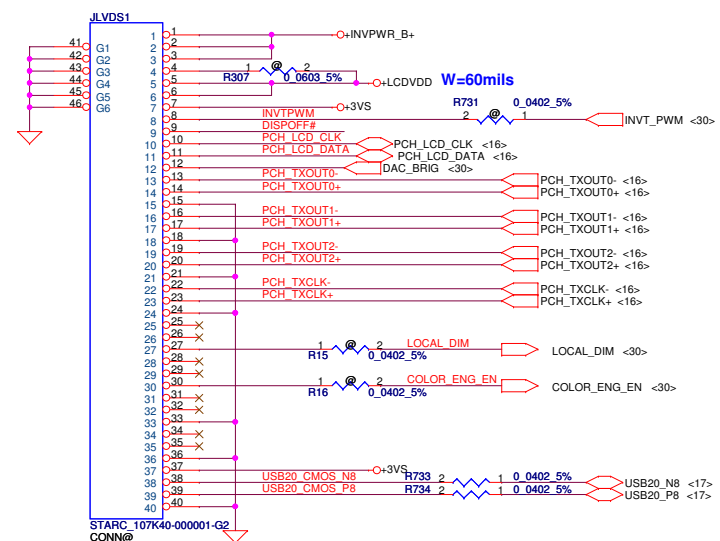 JLVDS1
1 +INVPWR_B+
41 G1 2
42 G2 3
43 G3 4 1 @ 2
R307 0_0603_5%
44 G4 5 +LCDVDD W=60mils
45 G5 6
46 G6 7 +3VS
8 INVTPWM R731 2 @ 1 0_0402_5% INVT_PWM <30>
9 DISPOFF#
10 PCH_LCD_CLK PCH_LCD_CLK <16>
11 PCH_LCD_DATA PCH_LCD_DATA <16>
12 DAC_BRIG <30>
13 PCH_TXOUT0- PCH_TXOUT0- <16>
14 PCH_TXOUT0+ PCH_TXOUT0+ <16>
15
16 PCH_TXOUT1- PCH_TXOUT1- <16>
17 PCH_TXOUT1+ PCH_TXOUT1+ <16>
18
19 PCH_TXOUT2- PCH_TXOUT2- <16>
20 PCH_TXOUT2+ PCH_TXOUT2+ <16>
21
22 PCH_TXCLK- PCH_TXCLK- <16>
23 PCH_TXCLK+ PCH_TXCLK+ <16>
24
25
26
27 1 @ 2 LOCAL_DIM LOCAL_DIM <30>
R15 0_0402_5%
28
29
30 1 @ 2 COLOR_ENG_EN COLOR_ENG_EN <30>
R16 0_0402_5%
31
32
33
34
35
36
37 +3VS
38 USB20_CMOS_N8 R733 2 1 0_0402_5% USB20_N8 <17>
39 USB20_CMOS_P8 R734 2 1 0_0402_5% USB20_P8 <17>
40
STARC_107K40-000001-G2
CONN@